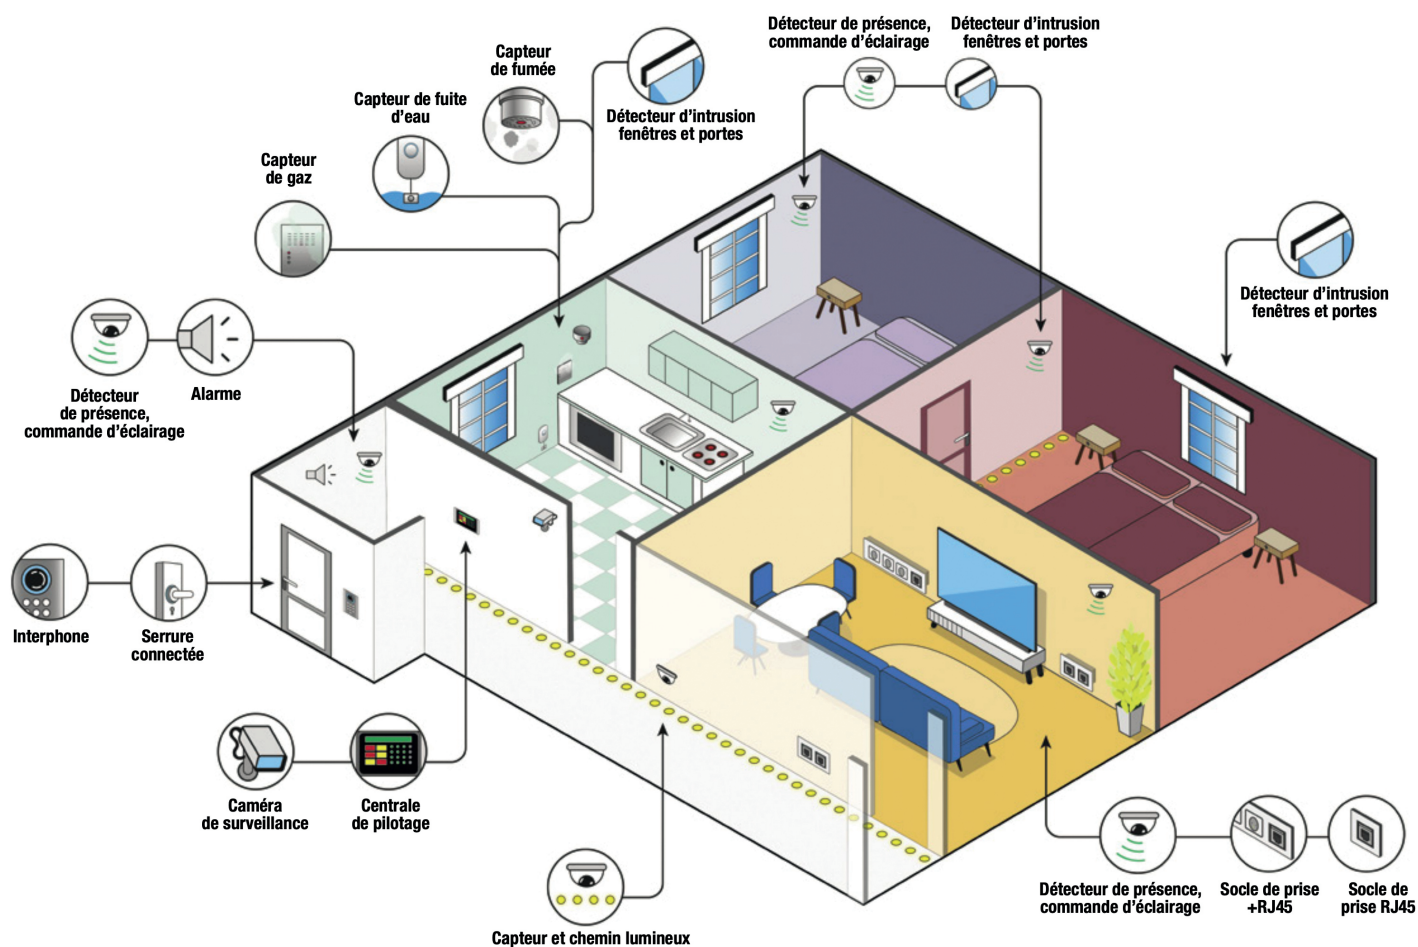 Détecteur de présence,
commande d'éclairage
Détecteur d'intrusion
fenêtres et portes
Capteur
de fumée
Détecteur d'intrusion
fenêtres et portes
Capteur de fuite
d'eau
Capteur
de gaz
Détecteur d'intrusion
fenêtres et portes
Détecteur
de présence,
commande d'éclairage
Alarme
Interphone
Serrure
connectée
Caméra
de surveillance
Centrale
de pilotage
Capteur et chemin lumineux
Détecteur de présence,
commande d'éclairage
Socle de prise
+RJ45
Socle de
prise RJ45